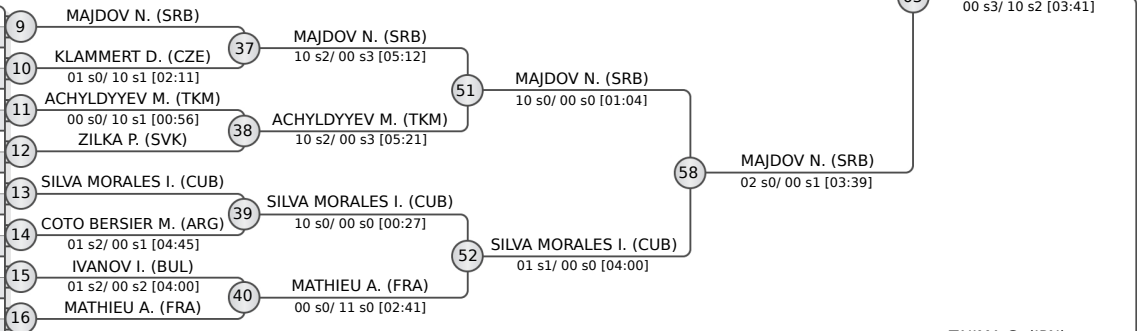 00 s3/ 10 s2 [03:41]
9
MAJDOV N. (SRB)
37
MAJDOV N. (SRB)
10 s2/ 00 s3 [05:12]
10
KLAMMERT D. (CZE)
01 s0/ 10 s1 [02:11]
51
MAJDOV N. (SRB)
10 s0/ 00 s0 [01:04]
11
ACHYLDYYEV M. (TKM)
00 s0/ 10 s1 [00:56]
38
ACHYLDYYEV M. (TKM)
10 s2/ 00 s3 [05:21]
12
ZILKA P. (SVK)
58
MAJDOV N. (SRB)
02 s0/ 00 s1 [03:39]
13
SILVA MORALES I. (CUB)
39
SILVA MORALES I. (CUB)
10 s0/ 00 s0 [00:27]
14
COTO BERSIER M. (ARG)
01 s2/ 00 s1 [04:45]
52
SILVA MORALES I. (CUB)
01 s1/ 00 s0 [04:00]
15
IVANOV I. (BUL)
01 s2/ 00 s2 [04:00]
40
MATHIEU A. (FRA)
00 s0/ 11 s0 [02:41]
16
MATHIEU A. (FRA)